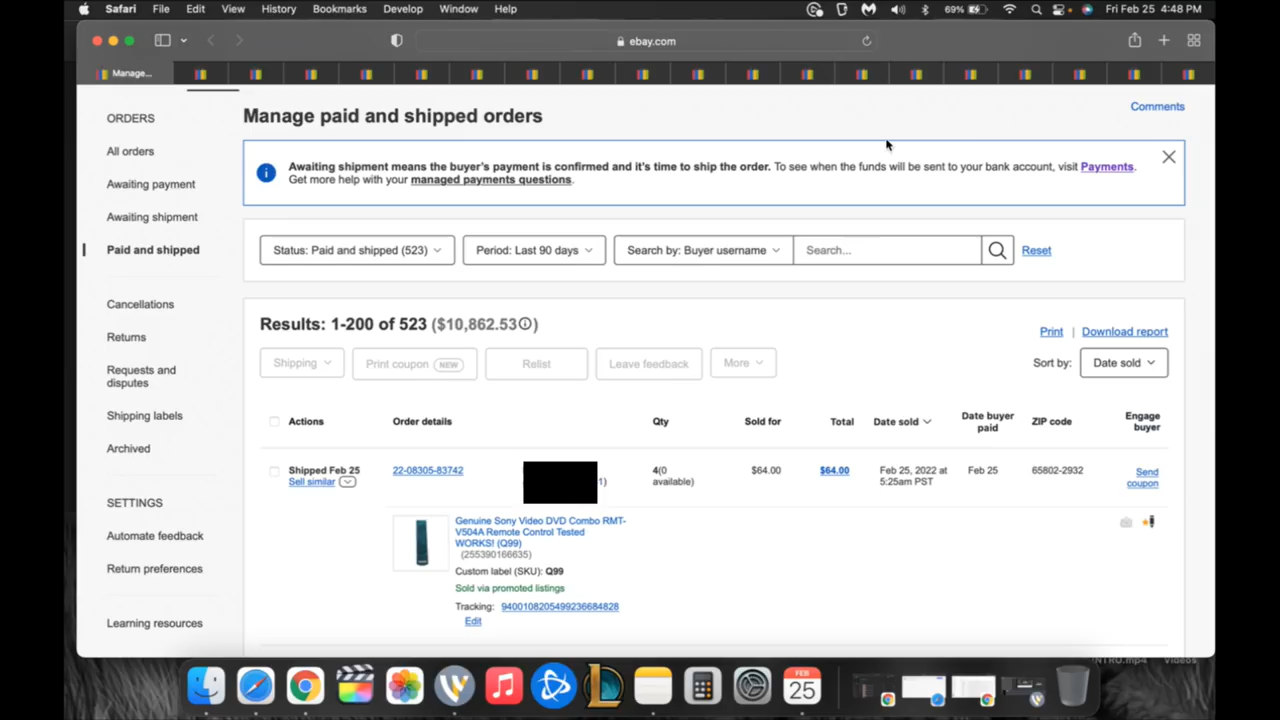 Safari File Edit View History Bookmarks Develop Window Help 69% Fri Feb 25 4:48 PM
ebay.com
Manage...
ORDERS
All orders
Awaiting payment
Awaiting shipment
Paid and shipped
Cancellations
Returns
Requests and
disputes
Shipping labels
Archived
SETTINGS
Automate feedback
Return preferences
Learning resources
Manage paid and shipped orders
Comments
Awaiting shipment means the buyer's payment is confirmed and it's time to ship the order. To see when the funds will be sent to your bank account, visit Payments.
Get more help with your managed payments questions.
Status: Paid and shipped (523) Period: Last 90 days Search by: Buyer username Search... Reset
Results: 1-200 of 523 ($10,862.53)
Print | Download report
Shipping Print coupon NEW Relist Leave feedback More Sort by: Date sold
Actions Order details Qty Sold for Total Date sold Date buyer
paid ZIP code Engage
buyer
Shipped Feb 25 22-08305-83742 1) 4(0
available) $64.00 $64.00 Feb 25, 2022 at
5:25am PST Feb 25 65802-2932 Send
coupon
Sell similar
Genuine Sony Video DVD Combo RMT-
V504A Remote Control Tested
WORKS! (Q99)
(255390166635)
Custom label (SKU): Q99
Sold via promoted listings
Tracking: 9400108205499236684828
Edit
INTRO.mp4 Videos
FEB
25